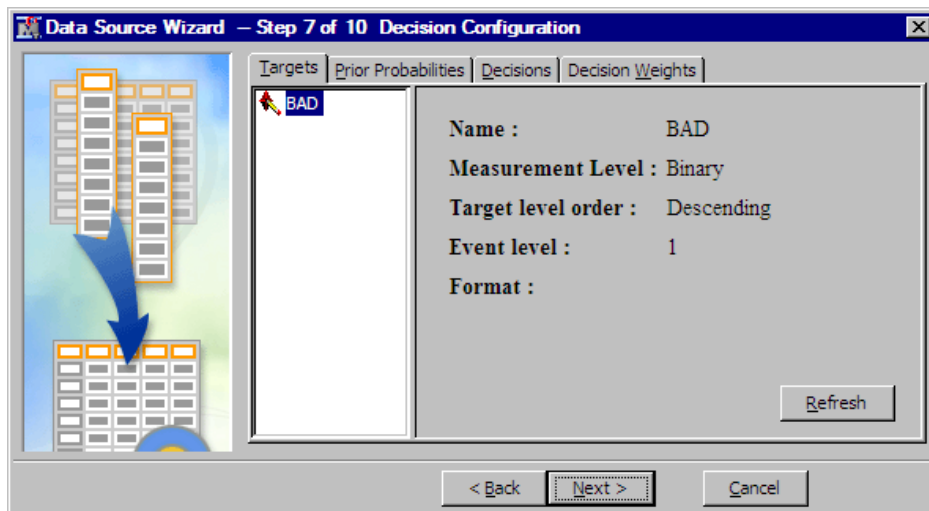 Data Source Wizard – Step 7 of 10 Decision Configuration
Targets Prior Probabilities Decisions Decision Weights
BAD
Name : BAD
Measurement Level : Binary
Target level order : Descending
Event level : 1
Format :
Refresh
< Back Next > Cancel